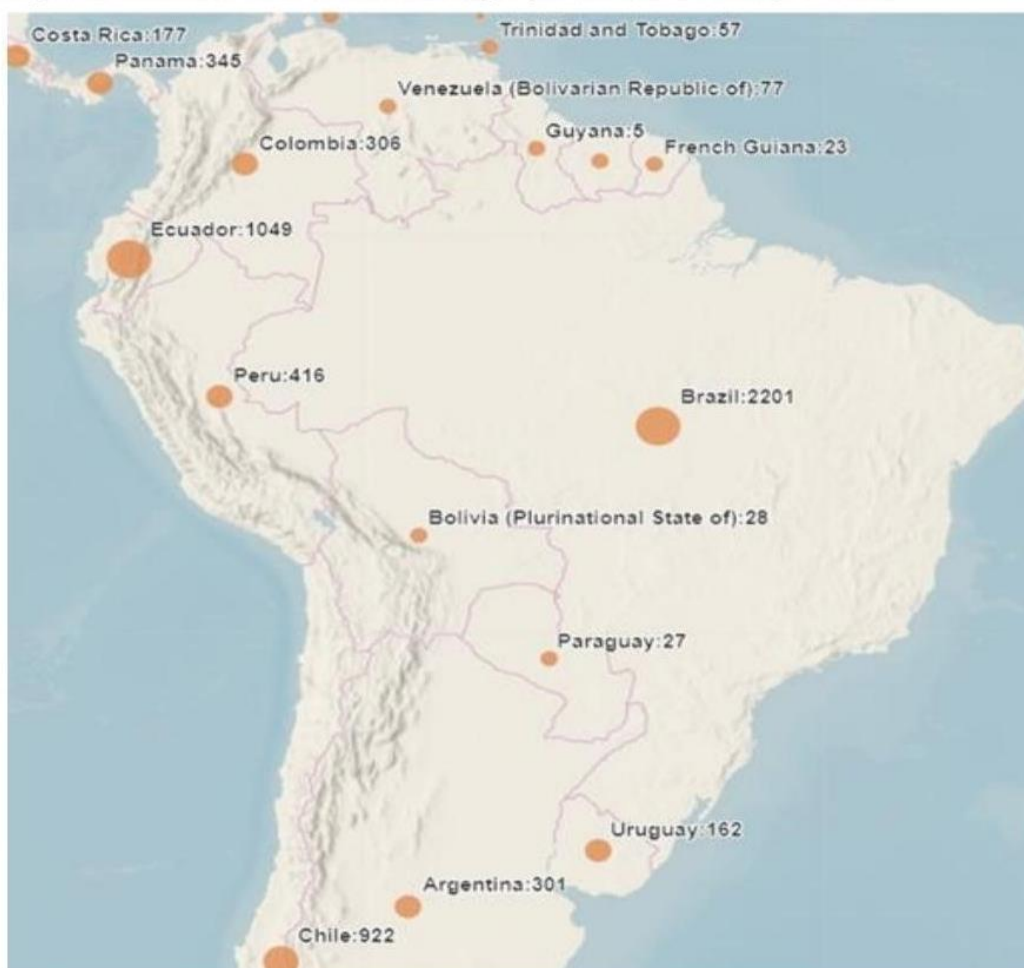 Costa Rica:177
Trinidad and Tobago:57
Panama:345
Venezuela (Bolivarian Republic of):77
Guyana:5
Colombia:306
French Guiana:23
Ecuador:1049
Peru:416
Brazil:2201
Bolivia (Plurinational State of):28
Paraguay:27
Uruguay:162
Argentina:301
Chile:922